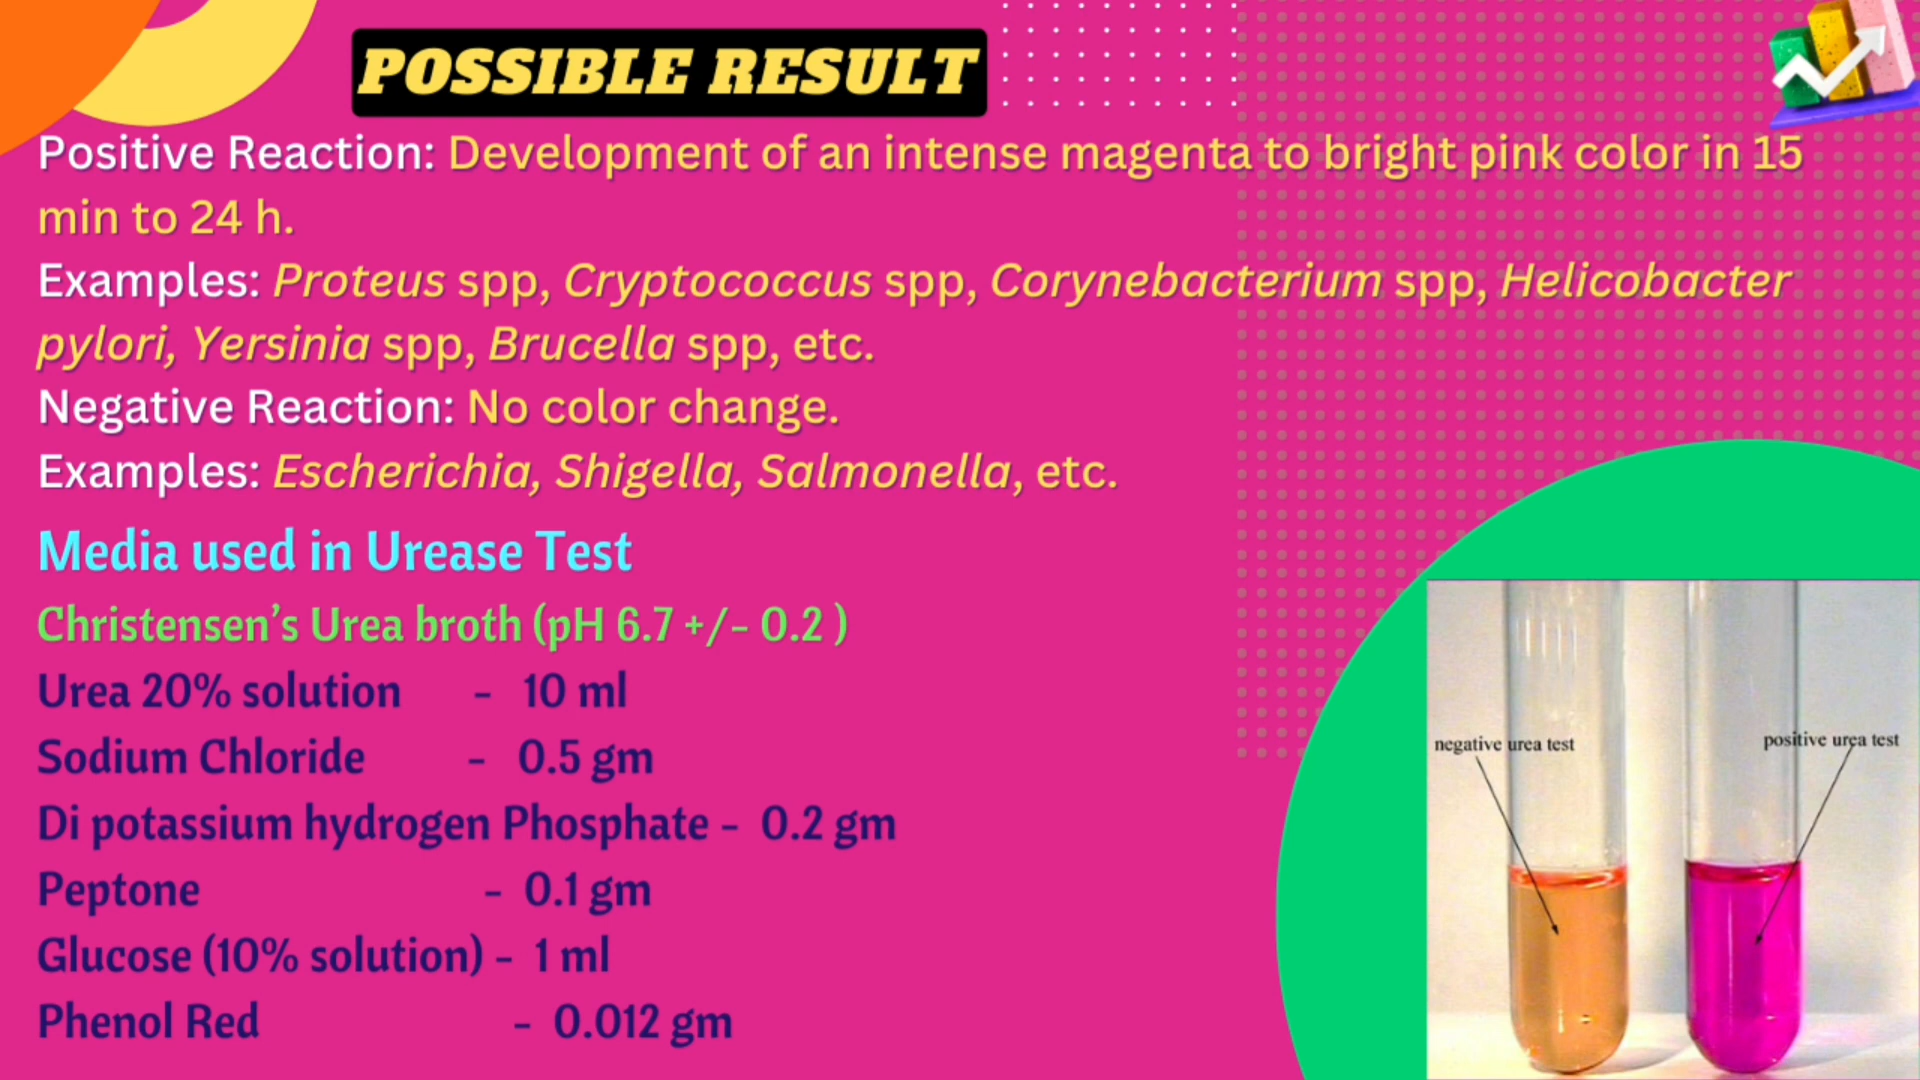 POSSIBLE RESULT
Positive Reaction: Development of an intense magenta to bright pink color in 15
min to 24 h.
Examples: Proteus spp, Cryptococcus spp, Corynebacterium spp, Helicobacter
pylori, Yersinia spp, Brucella spp, etc.
Negative Reaction: No color change.
Examples: Escherichia, Shigella, Salmonella, etc.
Media used in Urease Test
Christensen’s Urea broth (pH 6.7 +/- 0.2 )
Urea 20% solution - 10 ml
Sodium Chloride - 0.5 gm
Di potassium hydrogen Phosphate - 0.2 gm
Peptone - 0.1 gm
Glucose (10% solution) - 1 ml
Phenol Red - 0.012 gm
negative urea test
positive urea test